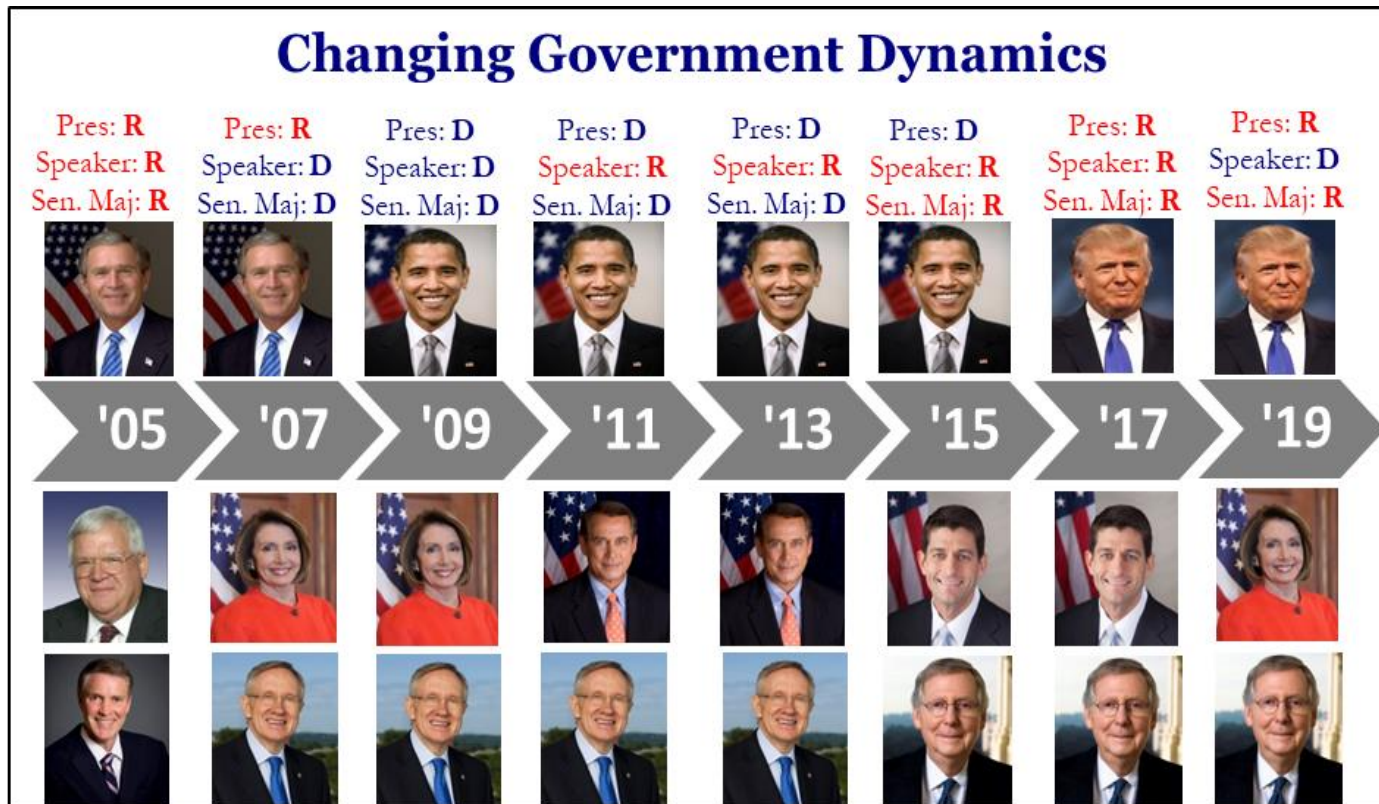 Changing Government Dynamics
Pres: R
Speaker: R
Sen. Maj: R
Pres: R
Speaker: D
Sen. Maj: D
Pres: D
Speaker: D
Sen. Maj: D
Pres: D
Speaker: R
Sen. Maj: D
Pres: D
Speaker: R
Sen. Maj: D
Pres: D
Speaker: R
Sen. Maj: R
Pres: R
Speaker: R
Sen. Maj: R
Pres: R
Speaker: D
Sen. Maj: R
'05
'07
'09
'11
'13
'15
'17
'19